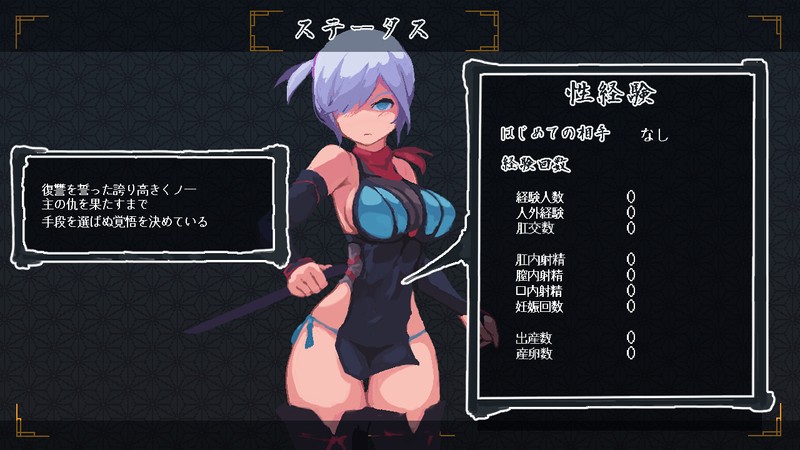 ステータス
復讐を誓った誇り高きくノ一
主の仇を果たすまで
手段を選ばぬ覚悟を決めている
性経験
はじめての相手 なし
経験回数
経験人数 0
人外経験 0
肛交数 0
肛内射精 0
膣内射精 0
口内射精 0
妊娠回数 0
出産数 0
産卵数 0